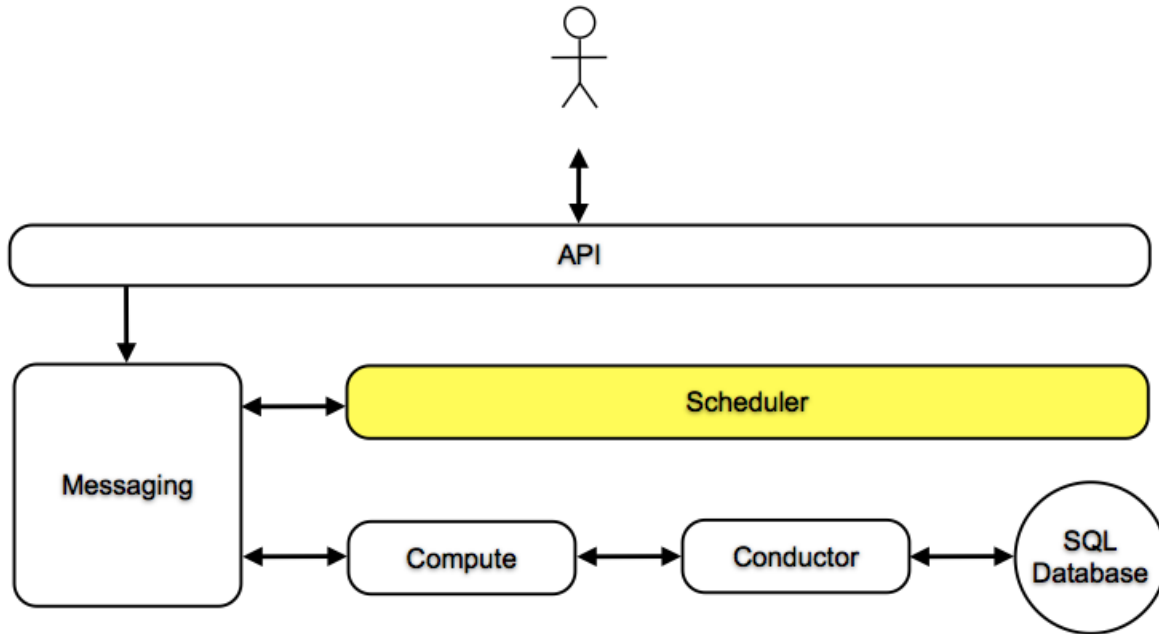 API
Scheduler
Messaging
Compute
Conductor
SQL
Database